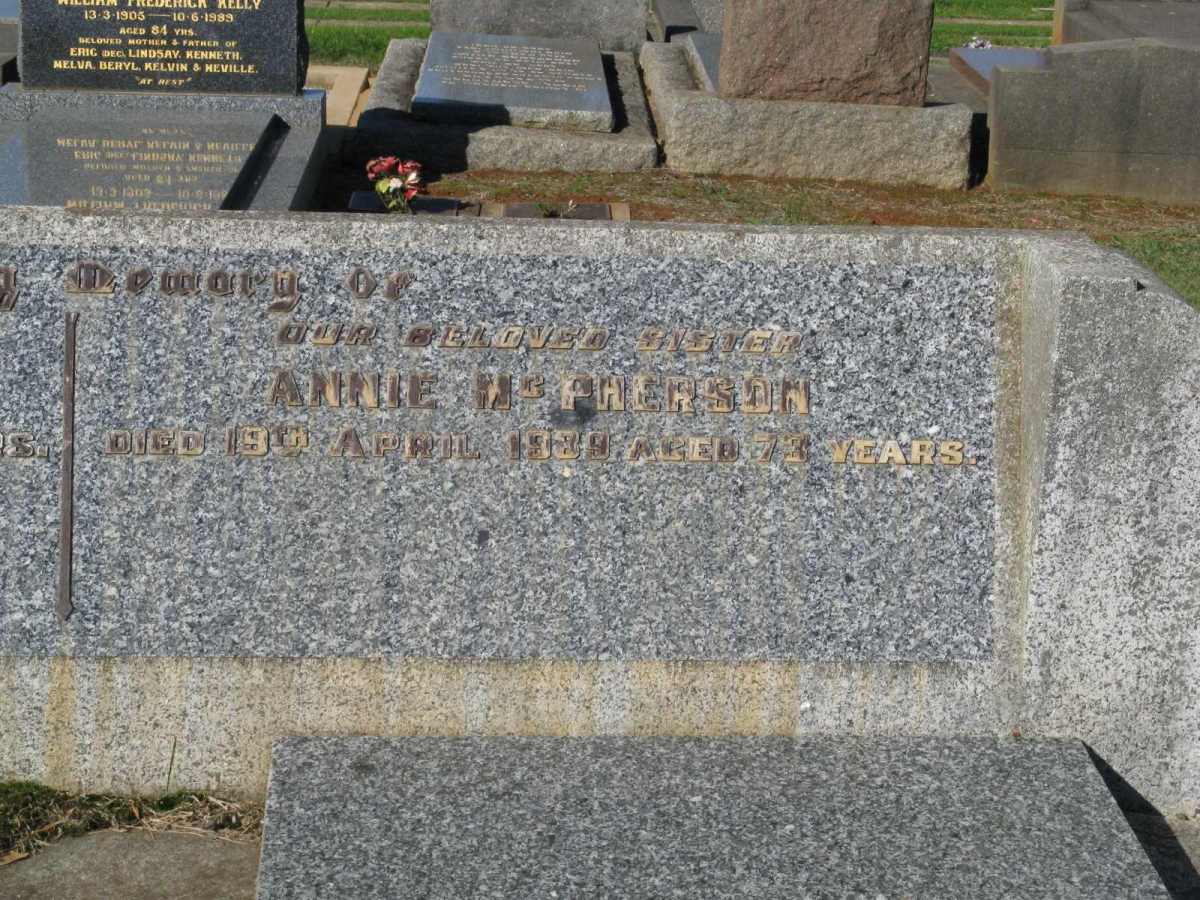 WILLIAM FREDERICK KELLY
13·3·1905 — 10·6·1989
AGED 84 YRS.
BELOVED MOTHER & FATHER OF
ERIC (DEC), LINDSAY, KENNETH,
MELVA, BERYL, KELVIN & NEVILLE.
"AT REST"
g Memory Of
OUR BELOVED SISTER
ANNIE McPHERSON
RS.
DIED 19th APRIL 1939 AGED 73 YEARS.